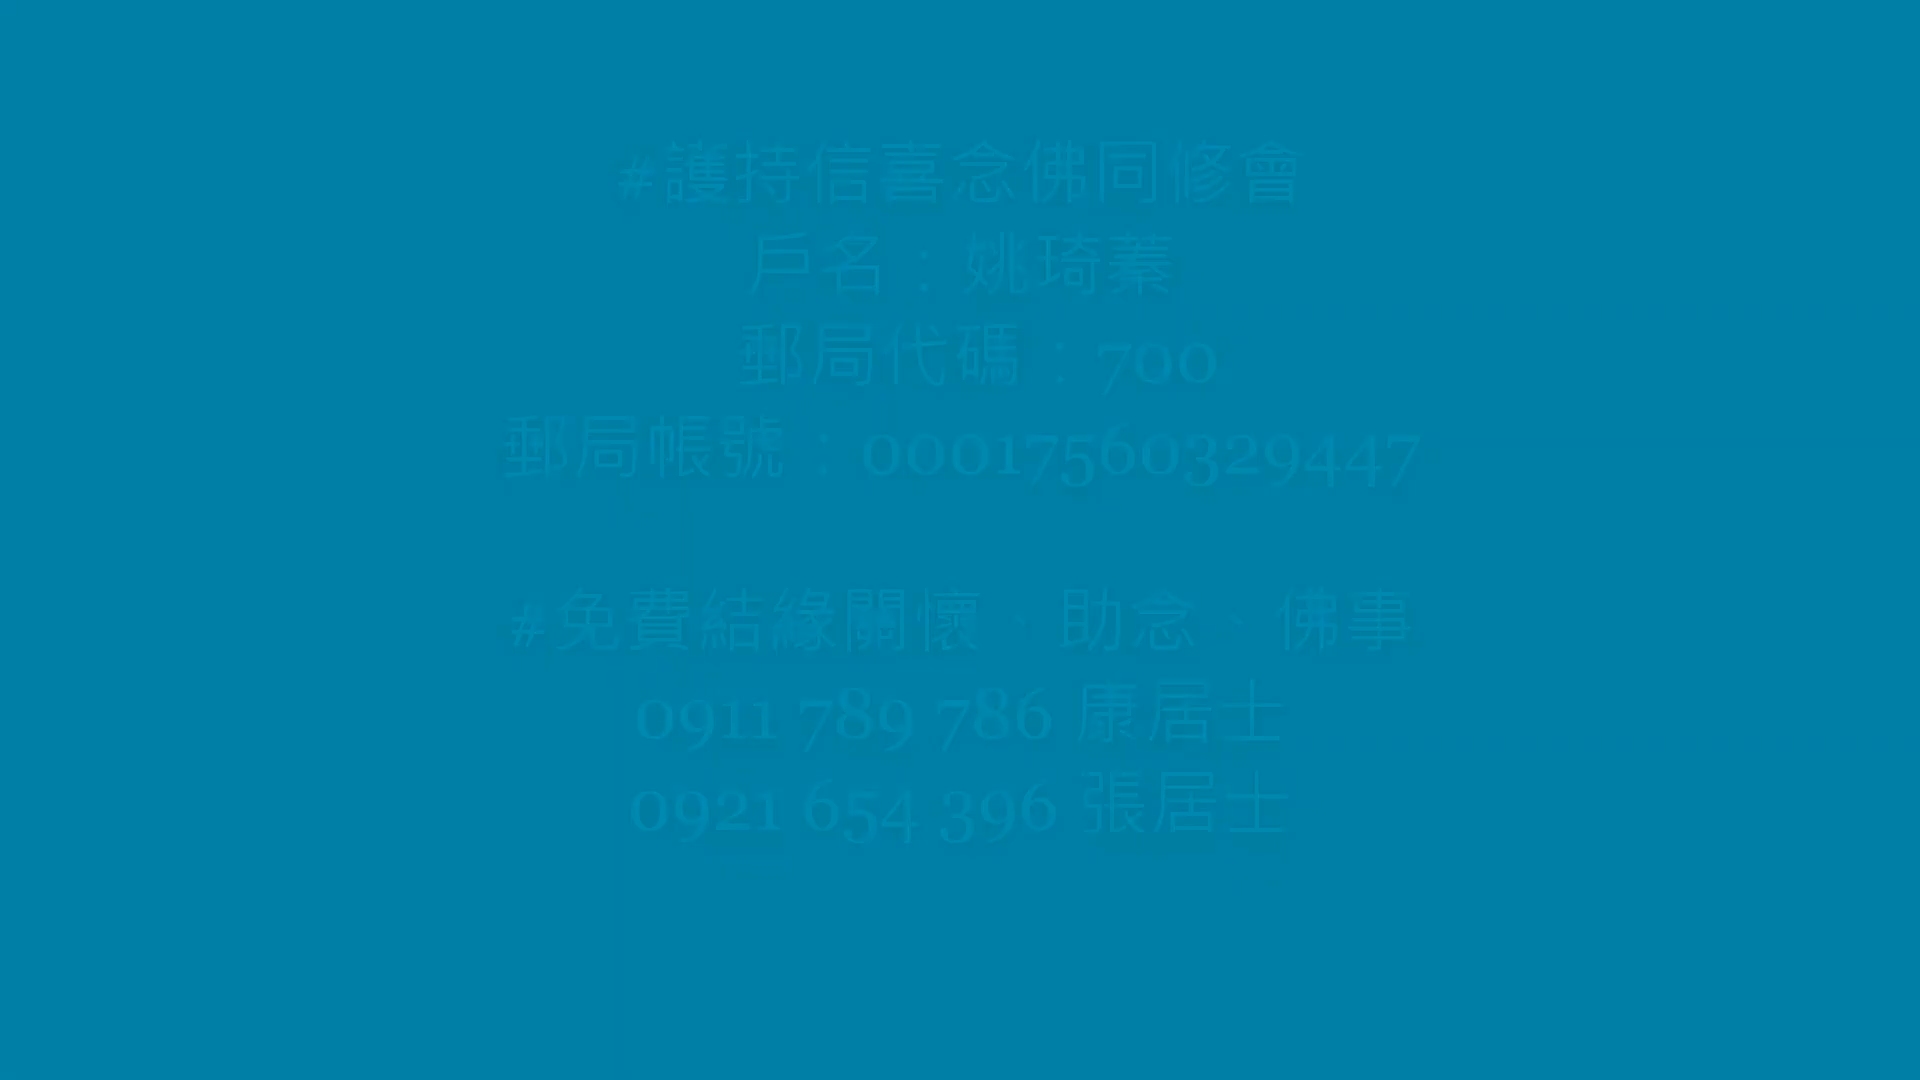 #護持信喜念佛同修會
戶名：姚琦蓁
郵局代碼：700
郵局帳號：00017560329447
#免費結緣關懷、助念、佛事
0911 789 786 康居士
0921 654 396 張居士